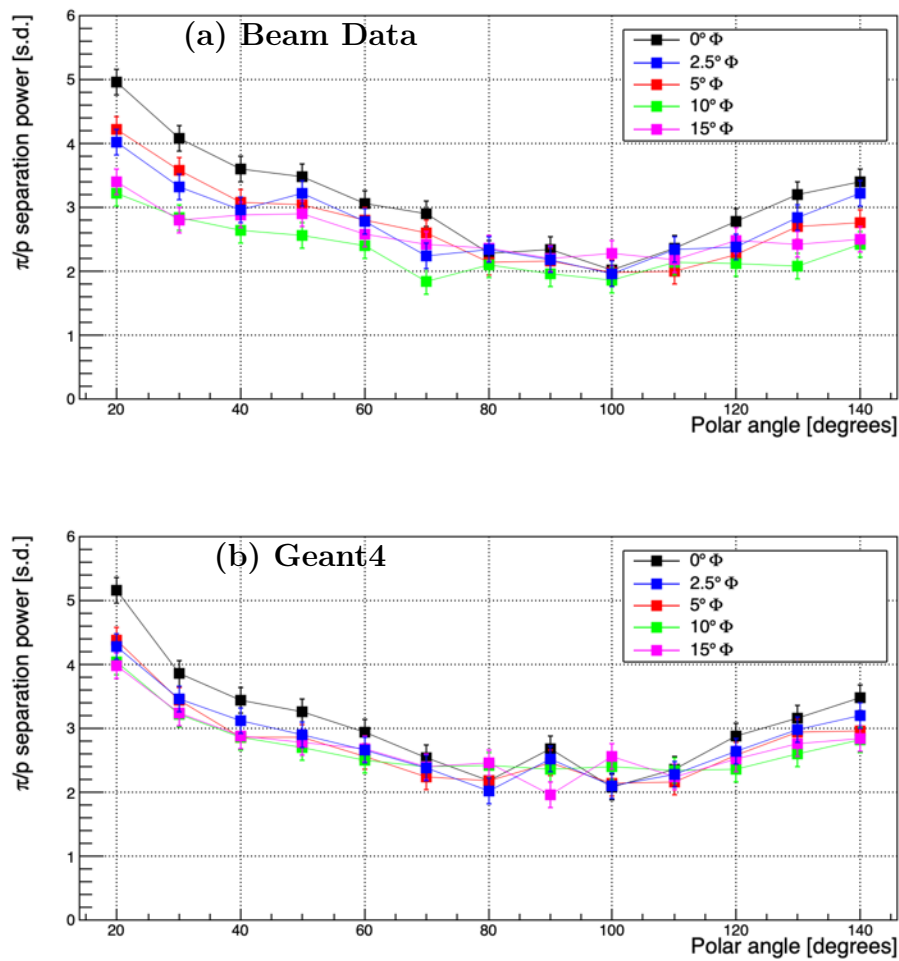 (a) Beam Data
π/p separation power [s.d.]
6
5
4
3
2
1
0
0° Φ
2.5° Φ
5° Φ
10° Φ
15° Φ
20 40 60 80 100 120 140
Polar angle [degrees]
(b) Geant4
π/p separation power [s.d.]
6
5
4
3
2
1
0
0° Φ
2.5° Φ
5° Φ
10° Φ
15° Φ
20 40 60 80 100 120 140
Polar angle [degrees]